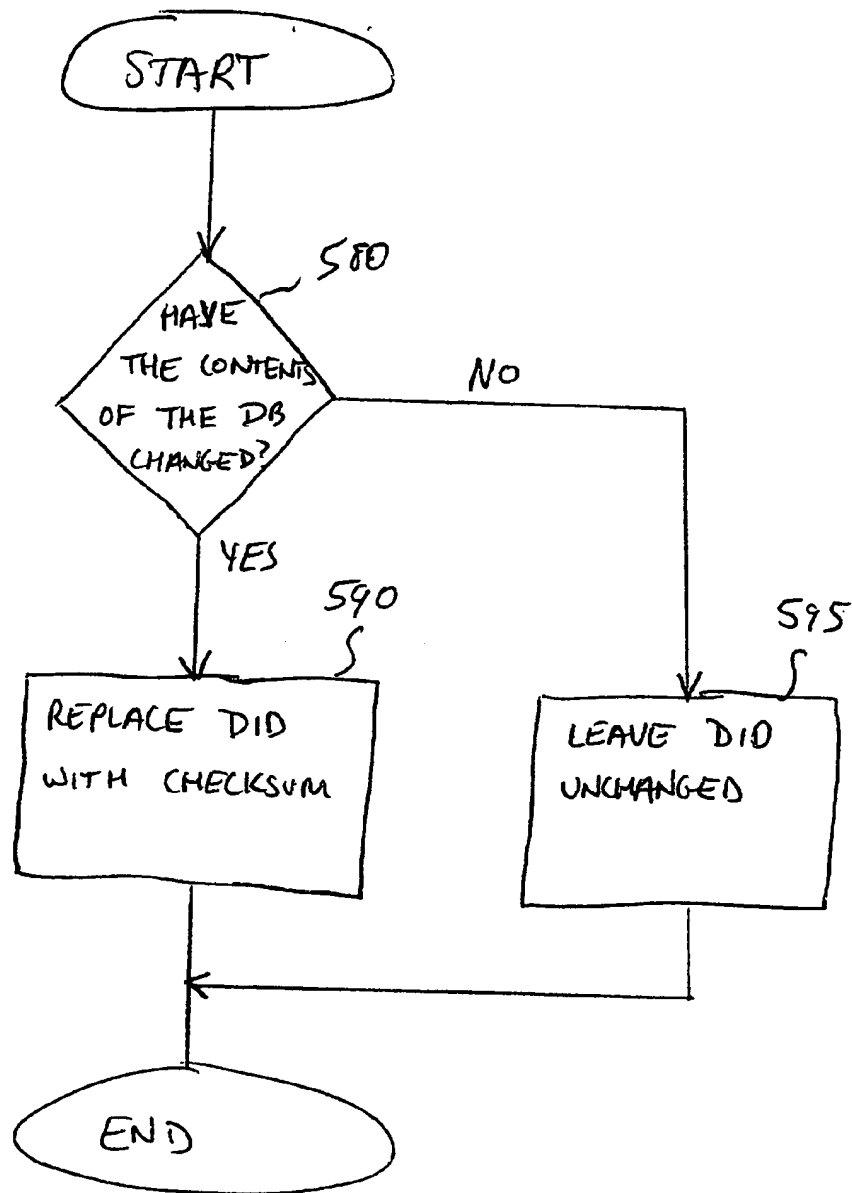 START
580
HAVE
THE CONTENTS
OF THE DB
CHANGED?
NO
YES
590
595
REPLACE DID
WITH CHECKSUM
LEAVE DID
UNCHANGED
END